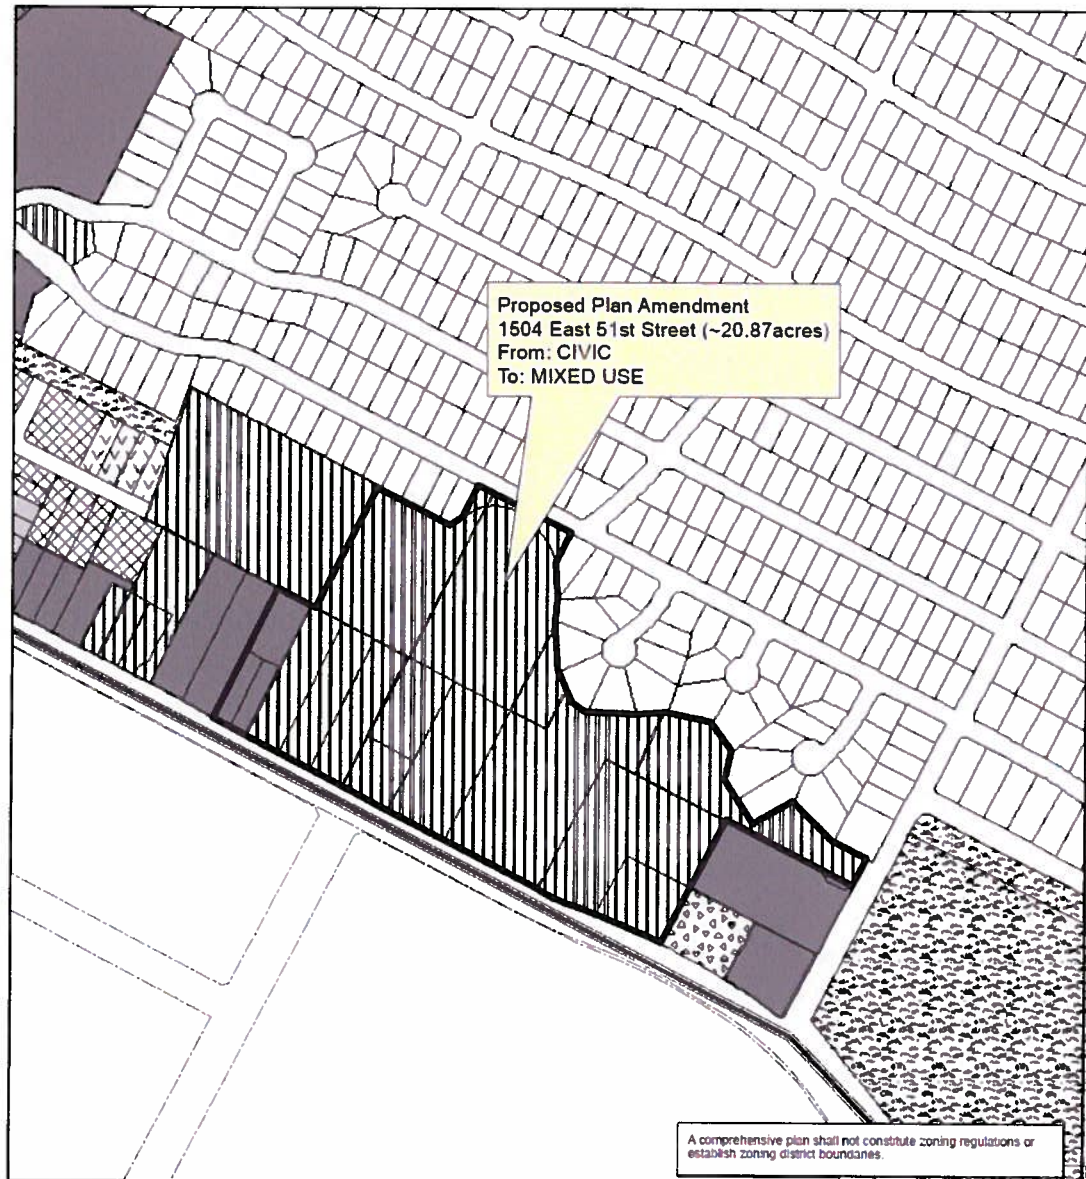 Proposed Plan Amendment
1504 East 51st Street (~20.87acres)
From: CIVIC
To: MIXED USE
A comprehensive plan shall not constitute zoning regulations or
establish zoning district boundaries.